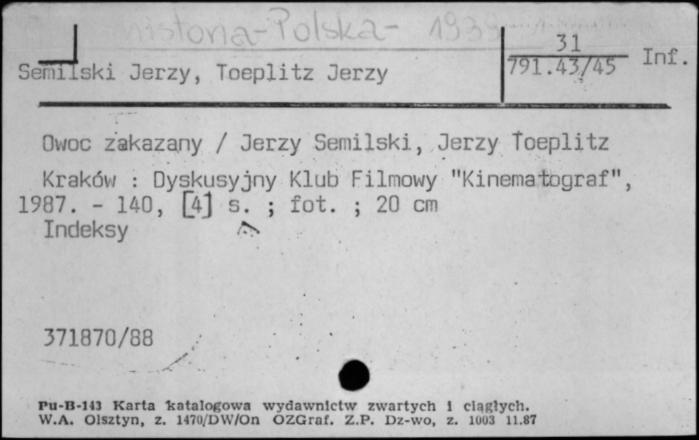 historia - Polska - 1939
31
Semilski Jerzy, Toeplitz Jerzy
791.43/45 Inf.
Owoc zakazany / Jerzy Semilski, Jerzy Toeplitz
Kraków : Dyskusyjny Klub Filmowy "Kinematograf",
1987. - 140, [4] s. ; fot. ; 20 cm
Indeksy
371870/88
Pu-B-143 Karta katalogowa wydawnictw zwartych i ciągłych.
W.A. Olsztyn, z. 1470/DW/On OZGraf. Z.P. Dz-wo, z. 1003 11.87